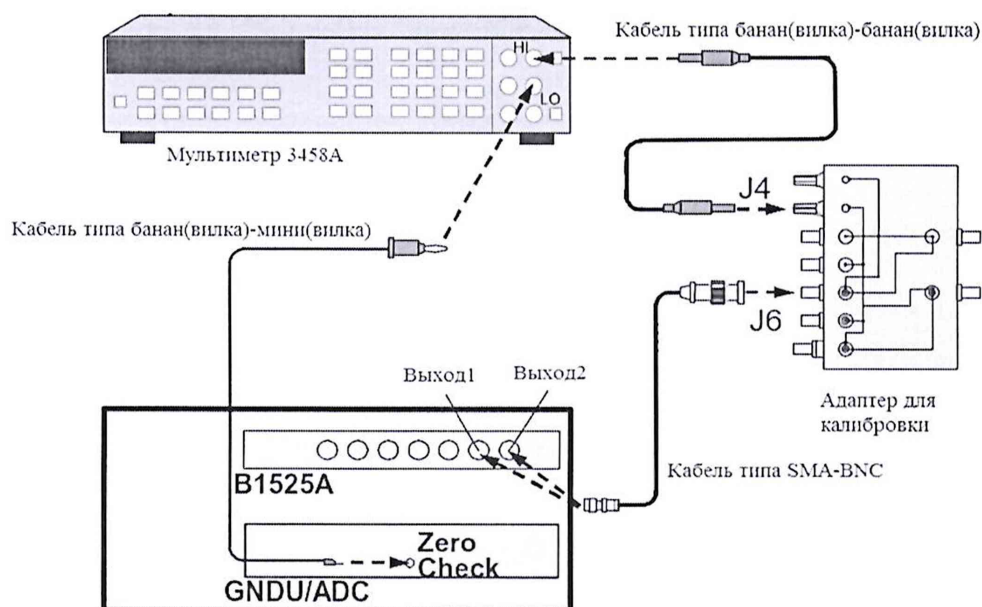 Кабель типа банан(вилка)-банан(вилка)
HI
LO
Мультиметр 3458А
J4
Кабель типа банан(вилка)-мини(вилка)
J6
Выход1
Выход2
Адаптер для
калибровки
Кабель типа SMA-BNC
B1525A
Zero
Check
GNDU/ADC